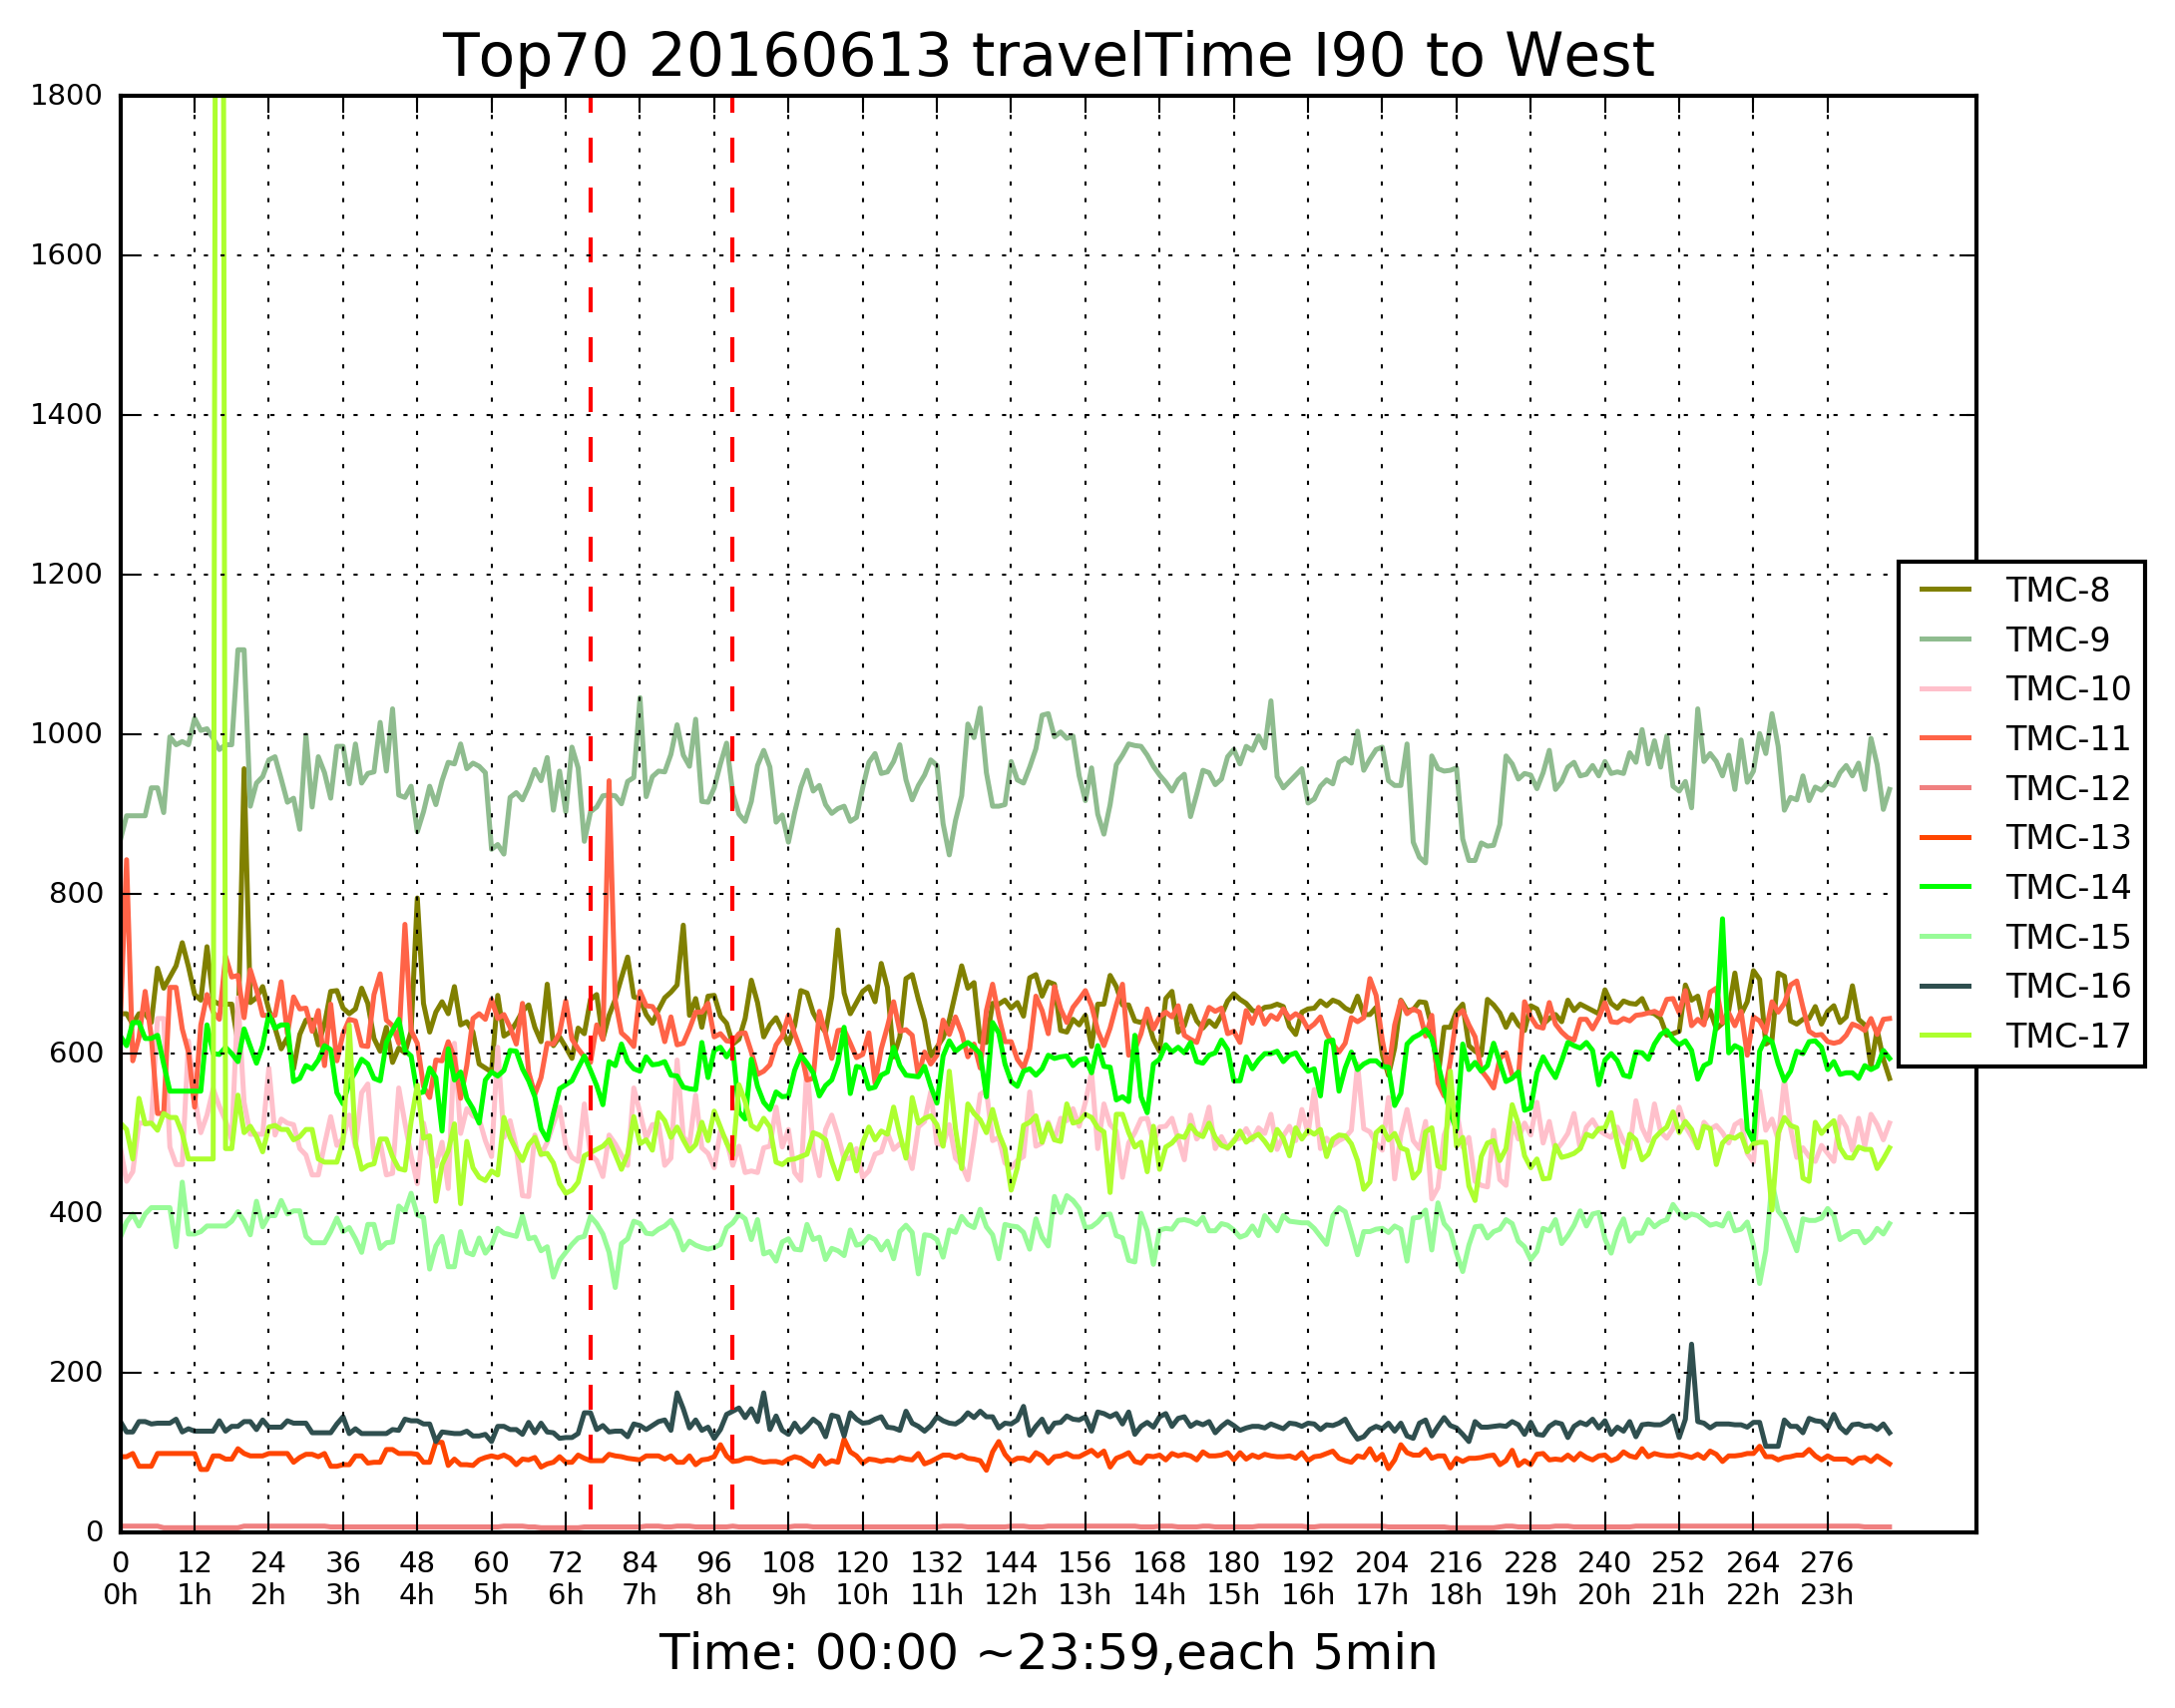 Top70 20160613 travelTime I90 to West
1800
1600
1400
1200
1000
800
600
400
200
0
TMC-8
TMC-9
TMC-10
TMC-11
TMC-12
TMC-13
TMC-14
TMC-15
TMC-16
TMC-17
0 12 24 36 48 60 72 84 96 108 120 132 144 156 168 180 192 204 216 228 240 252 264 276
0h 1h 2h 3h 4h 5h 6h 7h 8h 9h 10h 11h 12h 13h 14h 15h 16h 17h 18h 19h 20h 21h 22h 23h
Time: 00:00 ~23:59,each 5min